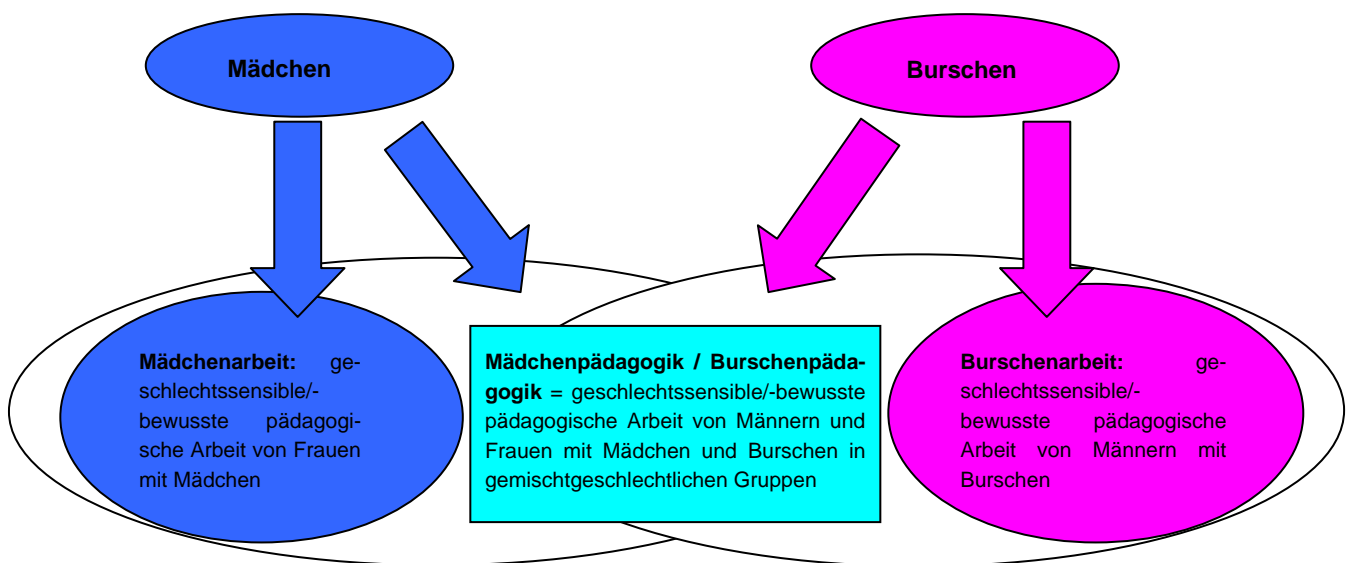 Mädchen
Burschen
Mädchenarbeit: ge-
schlechtssensible/-
bewusste pädagogi-
sche Arbeit von Frauen
mit Mädchen
Mädchenpädagogik / Burschenpäda-
gogik = geschlechtssensible/-bewusste
pädagogische Arbeit von Männern und
Frauen mit Mädchen und Burschen in
gemischtgeschlechtlichen Gruppen
Burschenarbeit: ge-
schlechtssensible/-
bewusste pädagogische
Arbeit von Männern mit
Burschen